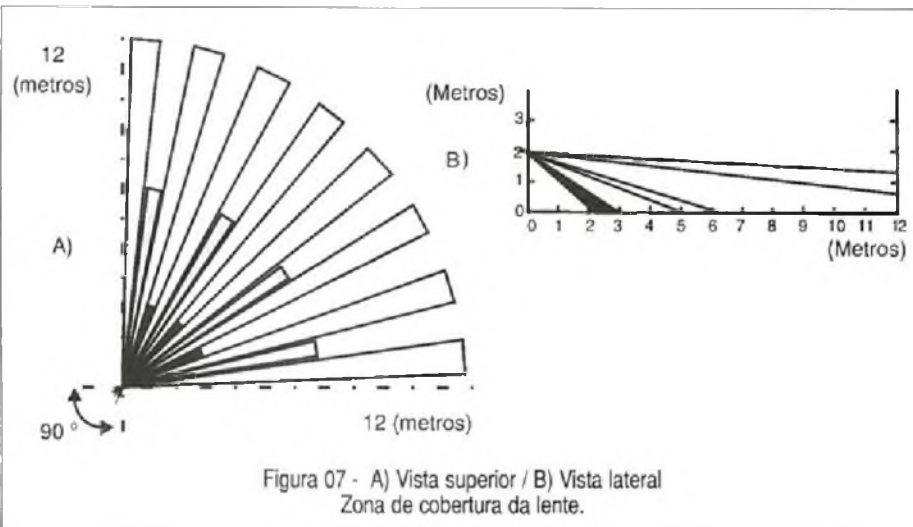 12
(metros)
A)
90 °
12 (metros)
(Metros)
B)
3
2
1
0
0 1 2 3 4 5 6 7 8 9 10 11 12
(Metros)
Figura 07 - A) Vista superior / B) Vista lateral
Zona de cobertura da lente.